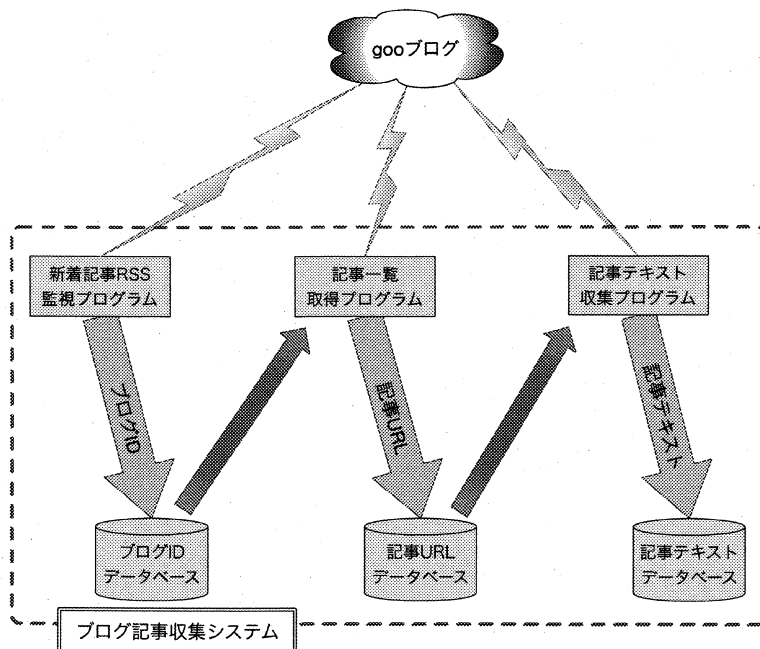 gooブログ
新着記事RSS
監視プログラム
記事一覧
取得プログラム
記事テキスト
収集プログラム
ブログID
記事URL
記事テキスト
ブログID
データベース
記事URL
データベース
記事テキスト
データベース
ブログ記事収集システム